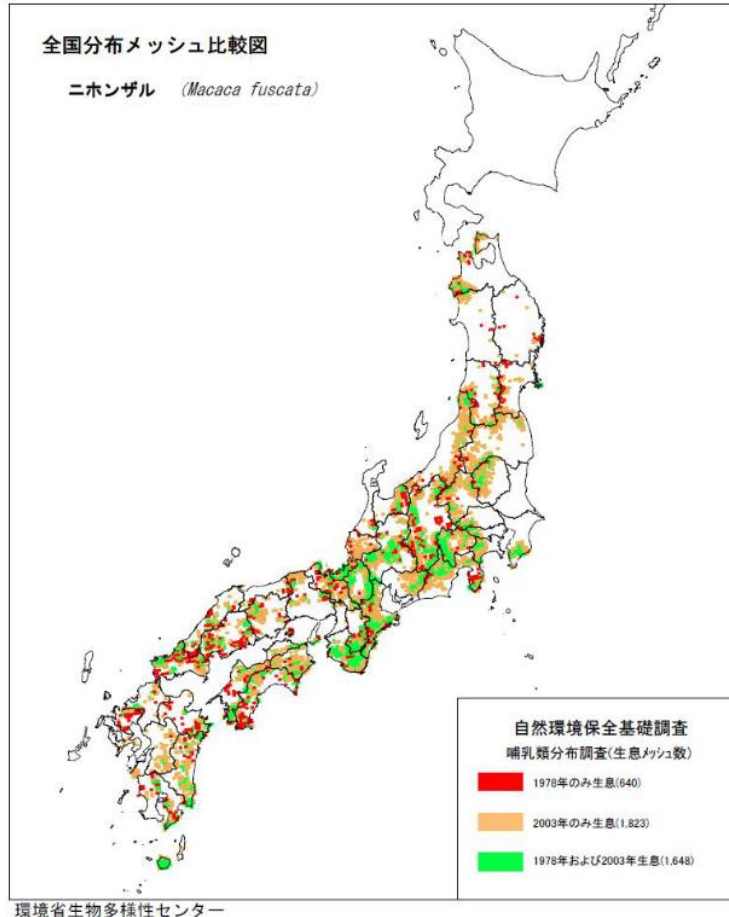 全国分布メッシュ比較図
ニホンザル (Macaca fuscata)
自然環境保全基礎調査
哺乳類分布調査(生息メッシュ数)
1978年のみ生息(640)
2003年のみ生息(1,823)
1978年および2003年生息(1,648)
環境省生物多様性センター